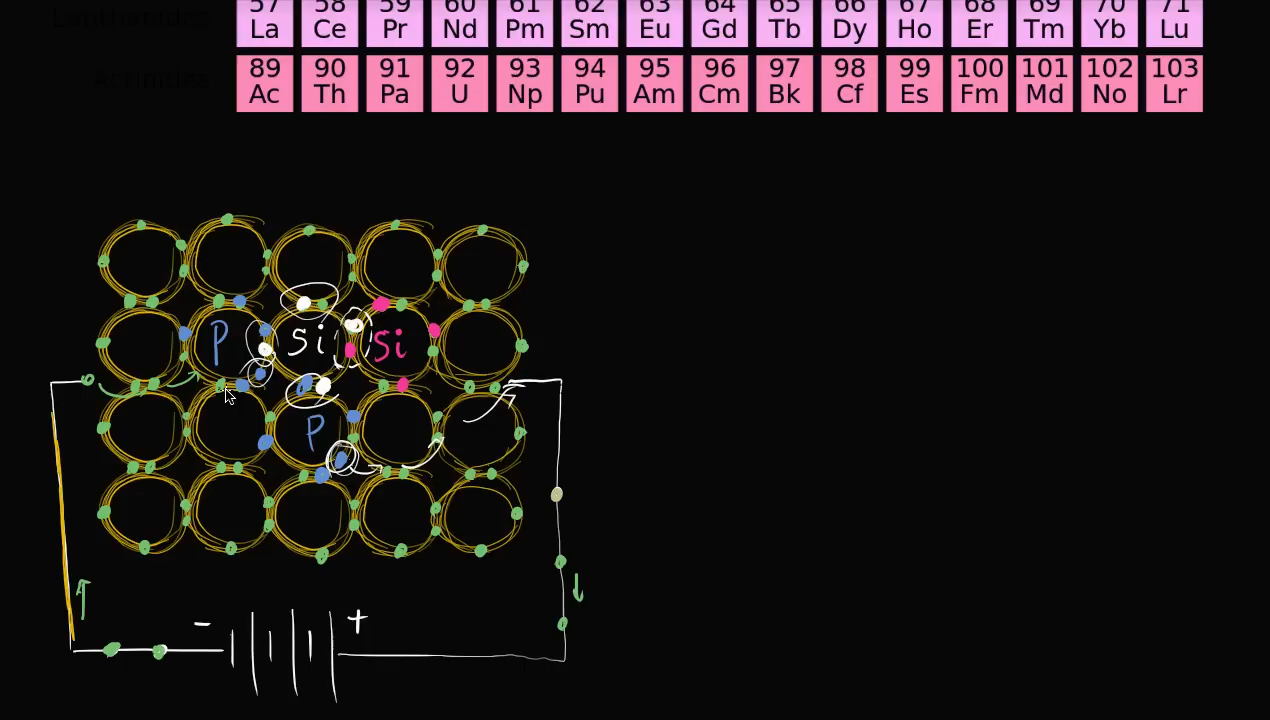 Lanthanides 57 58 59 60 61 62 63 64 65 66 67 68 69 70 71
La Ce Pr Nd Pm Sm Eu Gd Tb Dy Ho Er Tm Yb Lu
Actinides 89 90 91 92 93 94 95 96 97 98 99 100 101 102 103
Ac Th Pa U Np Pu Am Cm Bk Cf Es Fm Md No Lr
P Si Si
P
- +